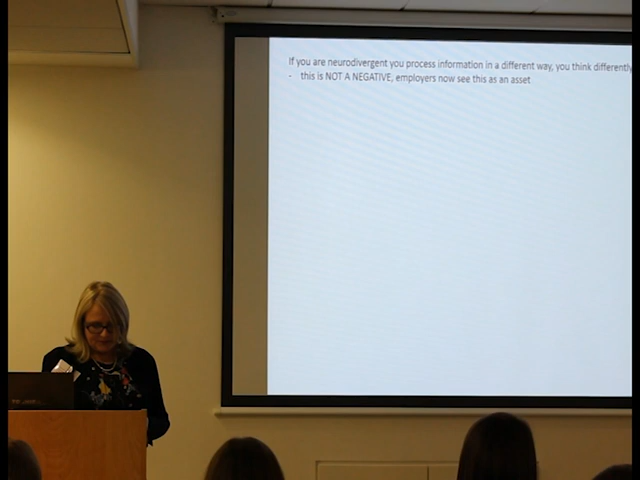 If you are neurodivergent you process information in a different way, you think differently
- this is NOT A NEGATIVE, employers now see this as an asset